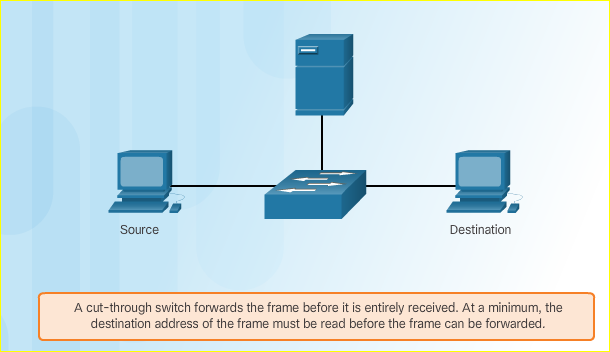 Source
Destination
A cut-through switch forwards the frame before it is entirely received. At a minimum, the
destination address of the frame must be read before the frame can be forwarded.